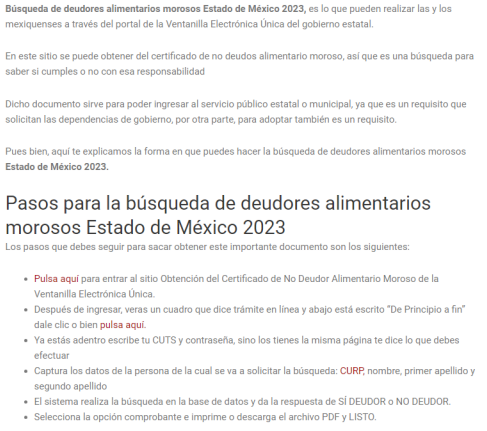 Búsqueda de deudores alimentarios morosos Estado de México 2023, es lo que pueden realizar las y los
mexiquenses a través del portal de la Ventanilla Electrónica Única del gobierno estatal.
En este sitio se puede obtener del certificado de no deudos alimentario moroso, así que es una búsqueda para
saber si cumples o no con esa responsabilidad
Dicho documento sirve para poder ingresar al servicio público estatal o municipal, ya que es un requisito que
solicitan las dependencias de gobierno, por otra parte, para adoptar también es un requisito.
Pues bien, aquí te explicamos la forma en que puedes hacer la búsqueda de deudores alimentarios morosos
Estado de México 2023.
Pasos para la búsqueda de deudores alimentarios
morosos Estado de México 2023
Los pasos que debes seguir para sacar obtener este importante documento son los siguientes:
• Pulsa aquí para entrar al sitio Obtención del Certificado de No Deudor Alimentario Moroso de la
Ventanilla Electrónica Única.
• Después de ingresar, veras un cuadro que dice trámite en línea y abajo está escrito “De Principio a fin”
dale clic o bien pulsa aquí.
• Ya estás adentro escribe tu CUTS y contraseña, sino los tienes la misma página te dice lo que debes
efectuar
• Captura los datos de la persona de la cual se va a solicitar la búsqueda: CURP, nombre, primer apellido y
segundo apellido
• El sistema realiza la búsqueda en la base de datos y da la respuesta de SÍ DEUDOR o NO DEUDOR.
• Selecciona la opción comprobante e imprime o descarga el archivo PDF y LISTO.